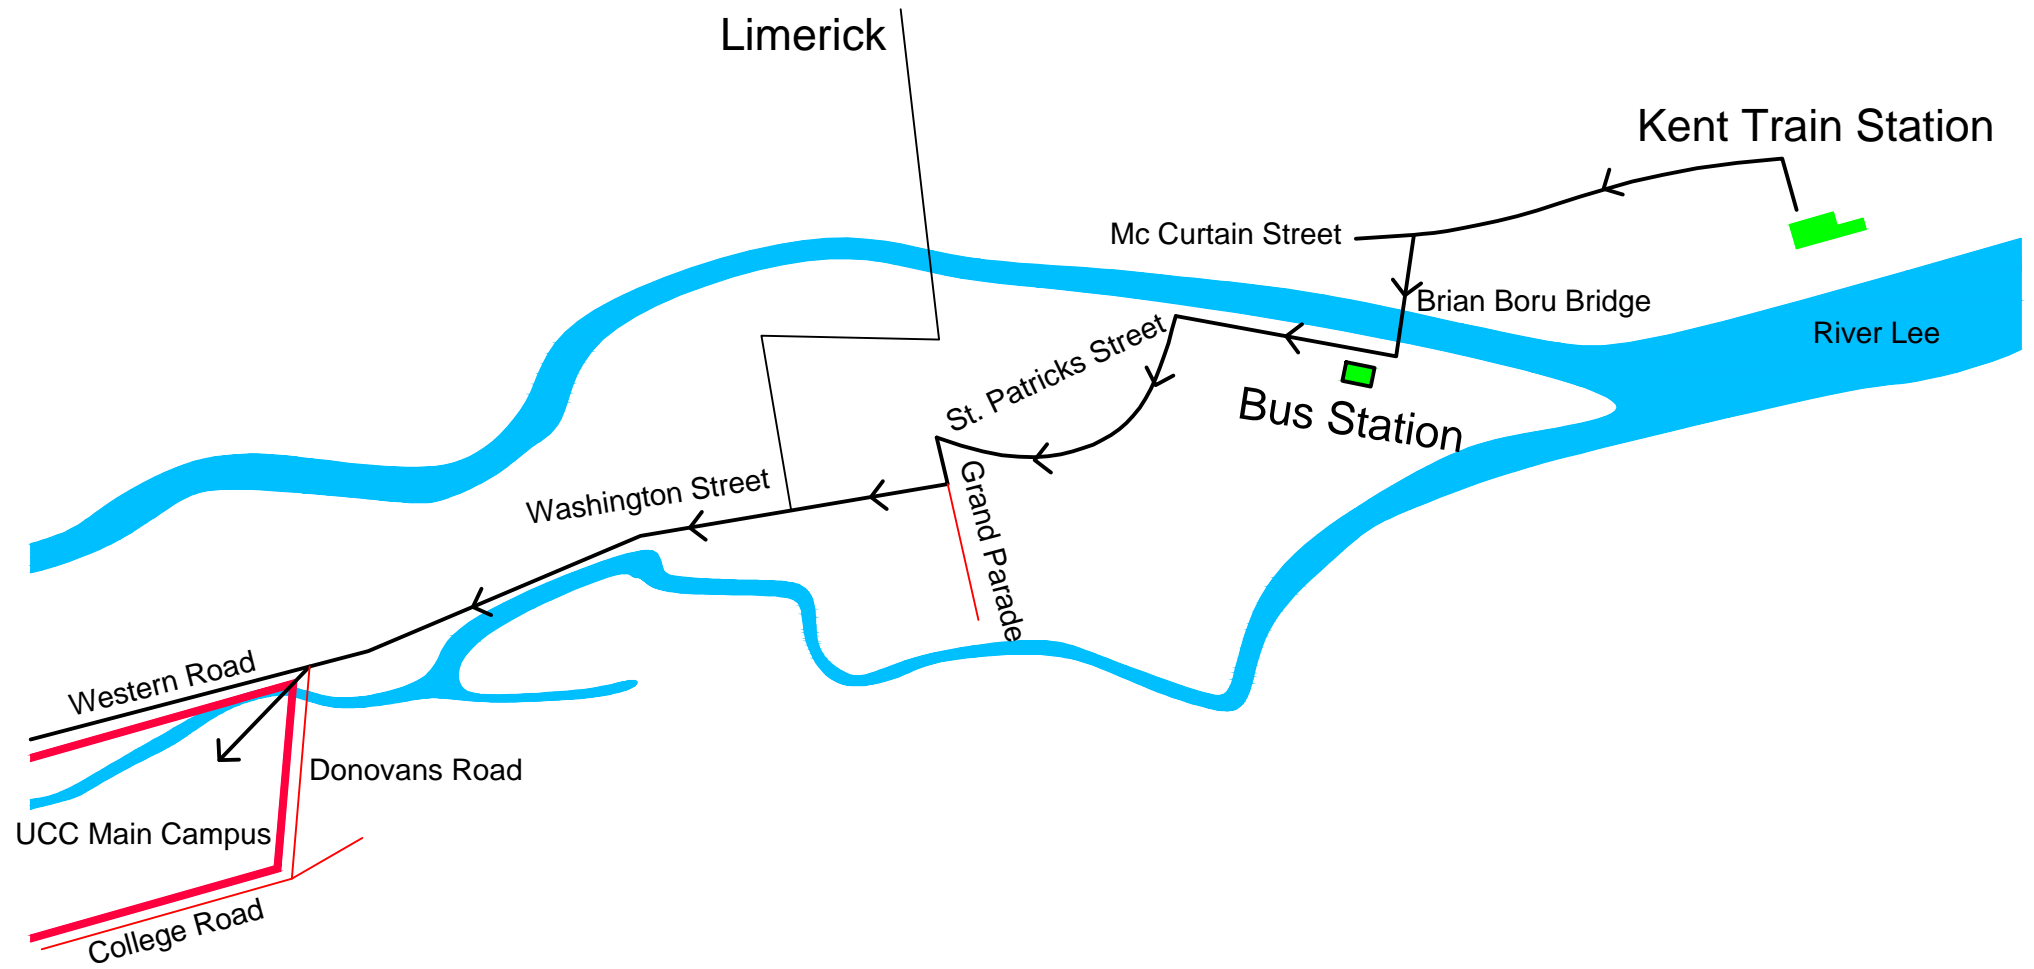 Limerick
Kent Train Station
Mc Curtain Street
Brian Boru Bridge
River Lee
St. Patricks Street
Bus Station
Washington Street
Grand Parade
Western Road
Donovans Road
UCC Main Campus
College Road